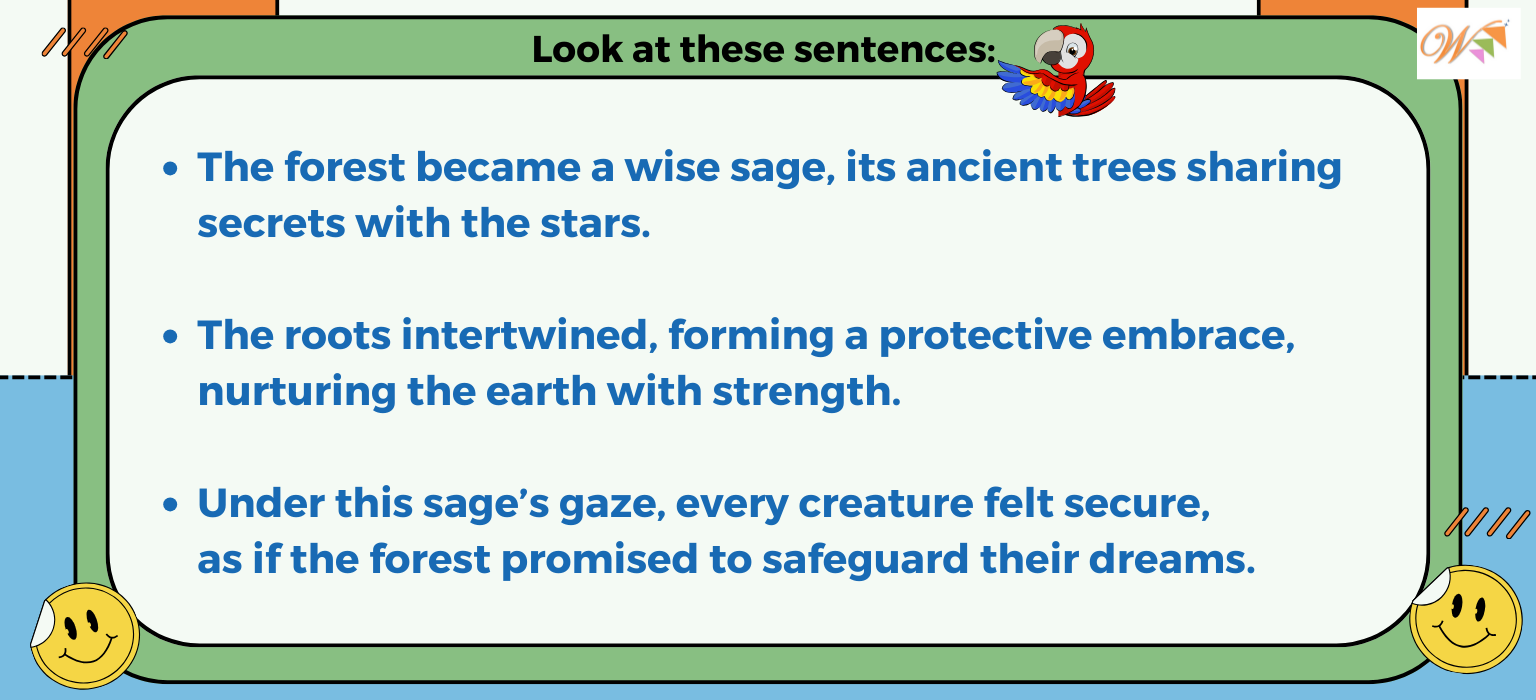 Look at these sentences:
W
• The forest became a wise sage, its ancient trees sharing
secrets with the stars.
• The roots intertwined, forming a protective embrace,
nurturing the earth with strength.
• Under this sage’s gaze, every creature felt secure,
as if the forest promised to safeguard their dreams.